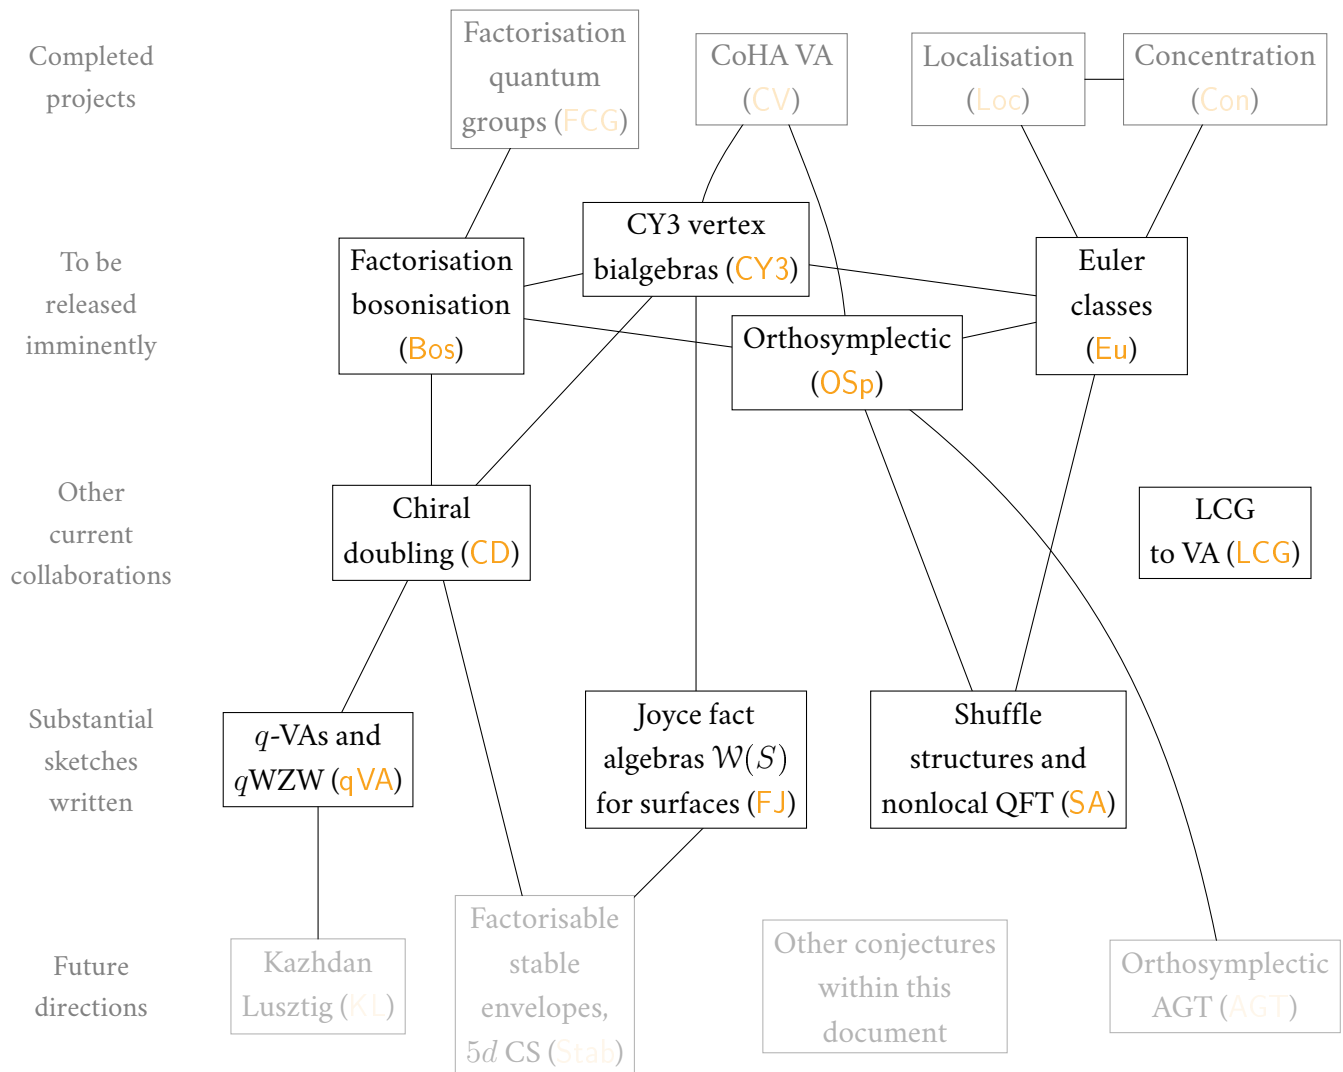 Completed
projects
Factorisation
quantum
groups (FCG)
CoHA VA
(CV)
Localisation
(Loc)
Concentration
(Con)
To be
released
imminently
Factorisation
bosonisation
(Bos)
CY3 vertex
bialgebras (CY3)
Orthosymplectic
(OSp)
Euler
classes
(Eu)
Other
current
collaborations
Chiral
doubling (CD)
LCG
to VA (LCG)
Substantial
sketches
written
q-VAs and
qWZW (qVA)
Joyce fact
algebras W(S)
for surfaces (FJ)
Shuffle
structures and
nonlocal QFT (SA)
Future
directions
Kazhdan
Lusztig (KL)
Factorisable
stable
envelopes,
5d CS (Stab)
Other conjectures
within this
document
Orthosymplectic
AGT (AGT)